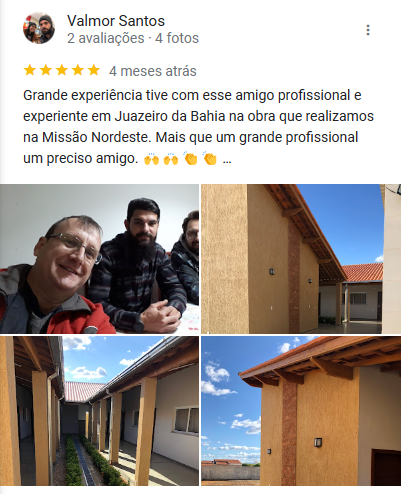 Valmor Santos
2 avaliações · 4 fotos
4 meses atrás
Grande experiência tive com esse amigo profissional e
experiente em Juazeiro da Bahia na obra que realizamos
na Missão Nordeste. Mais que um grande profissional
um preciso amigo. 🙌🙌👏👏 ...